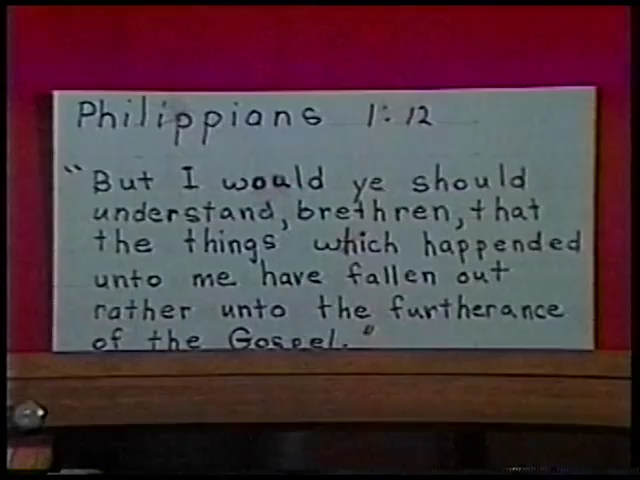 Philippians 1:12
"But I would ye should
understand, brethren, that
the things which happended
unto me have fallen out
rather unto the furtherance
of the Gospel."